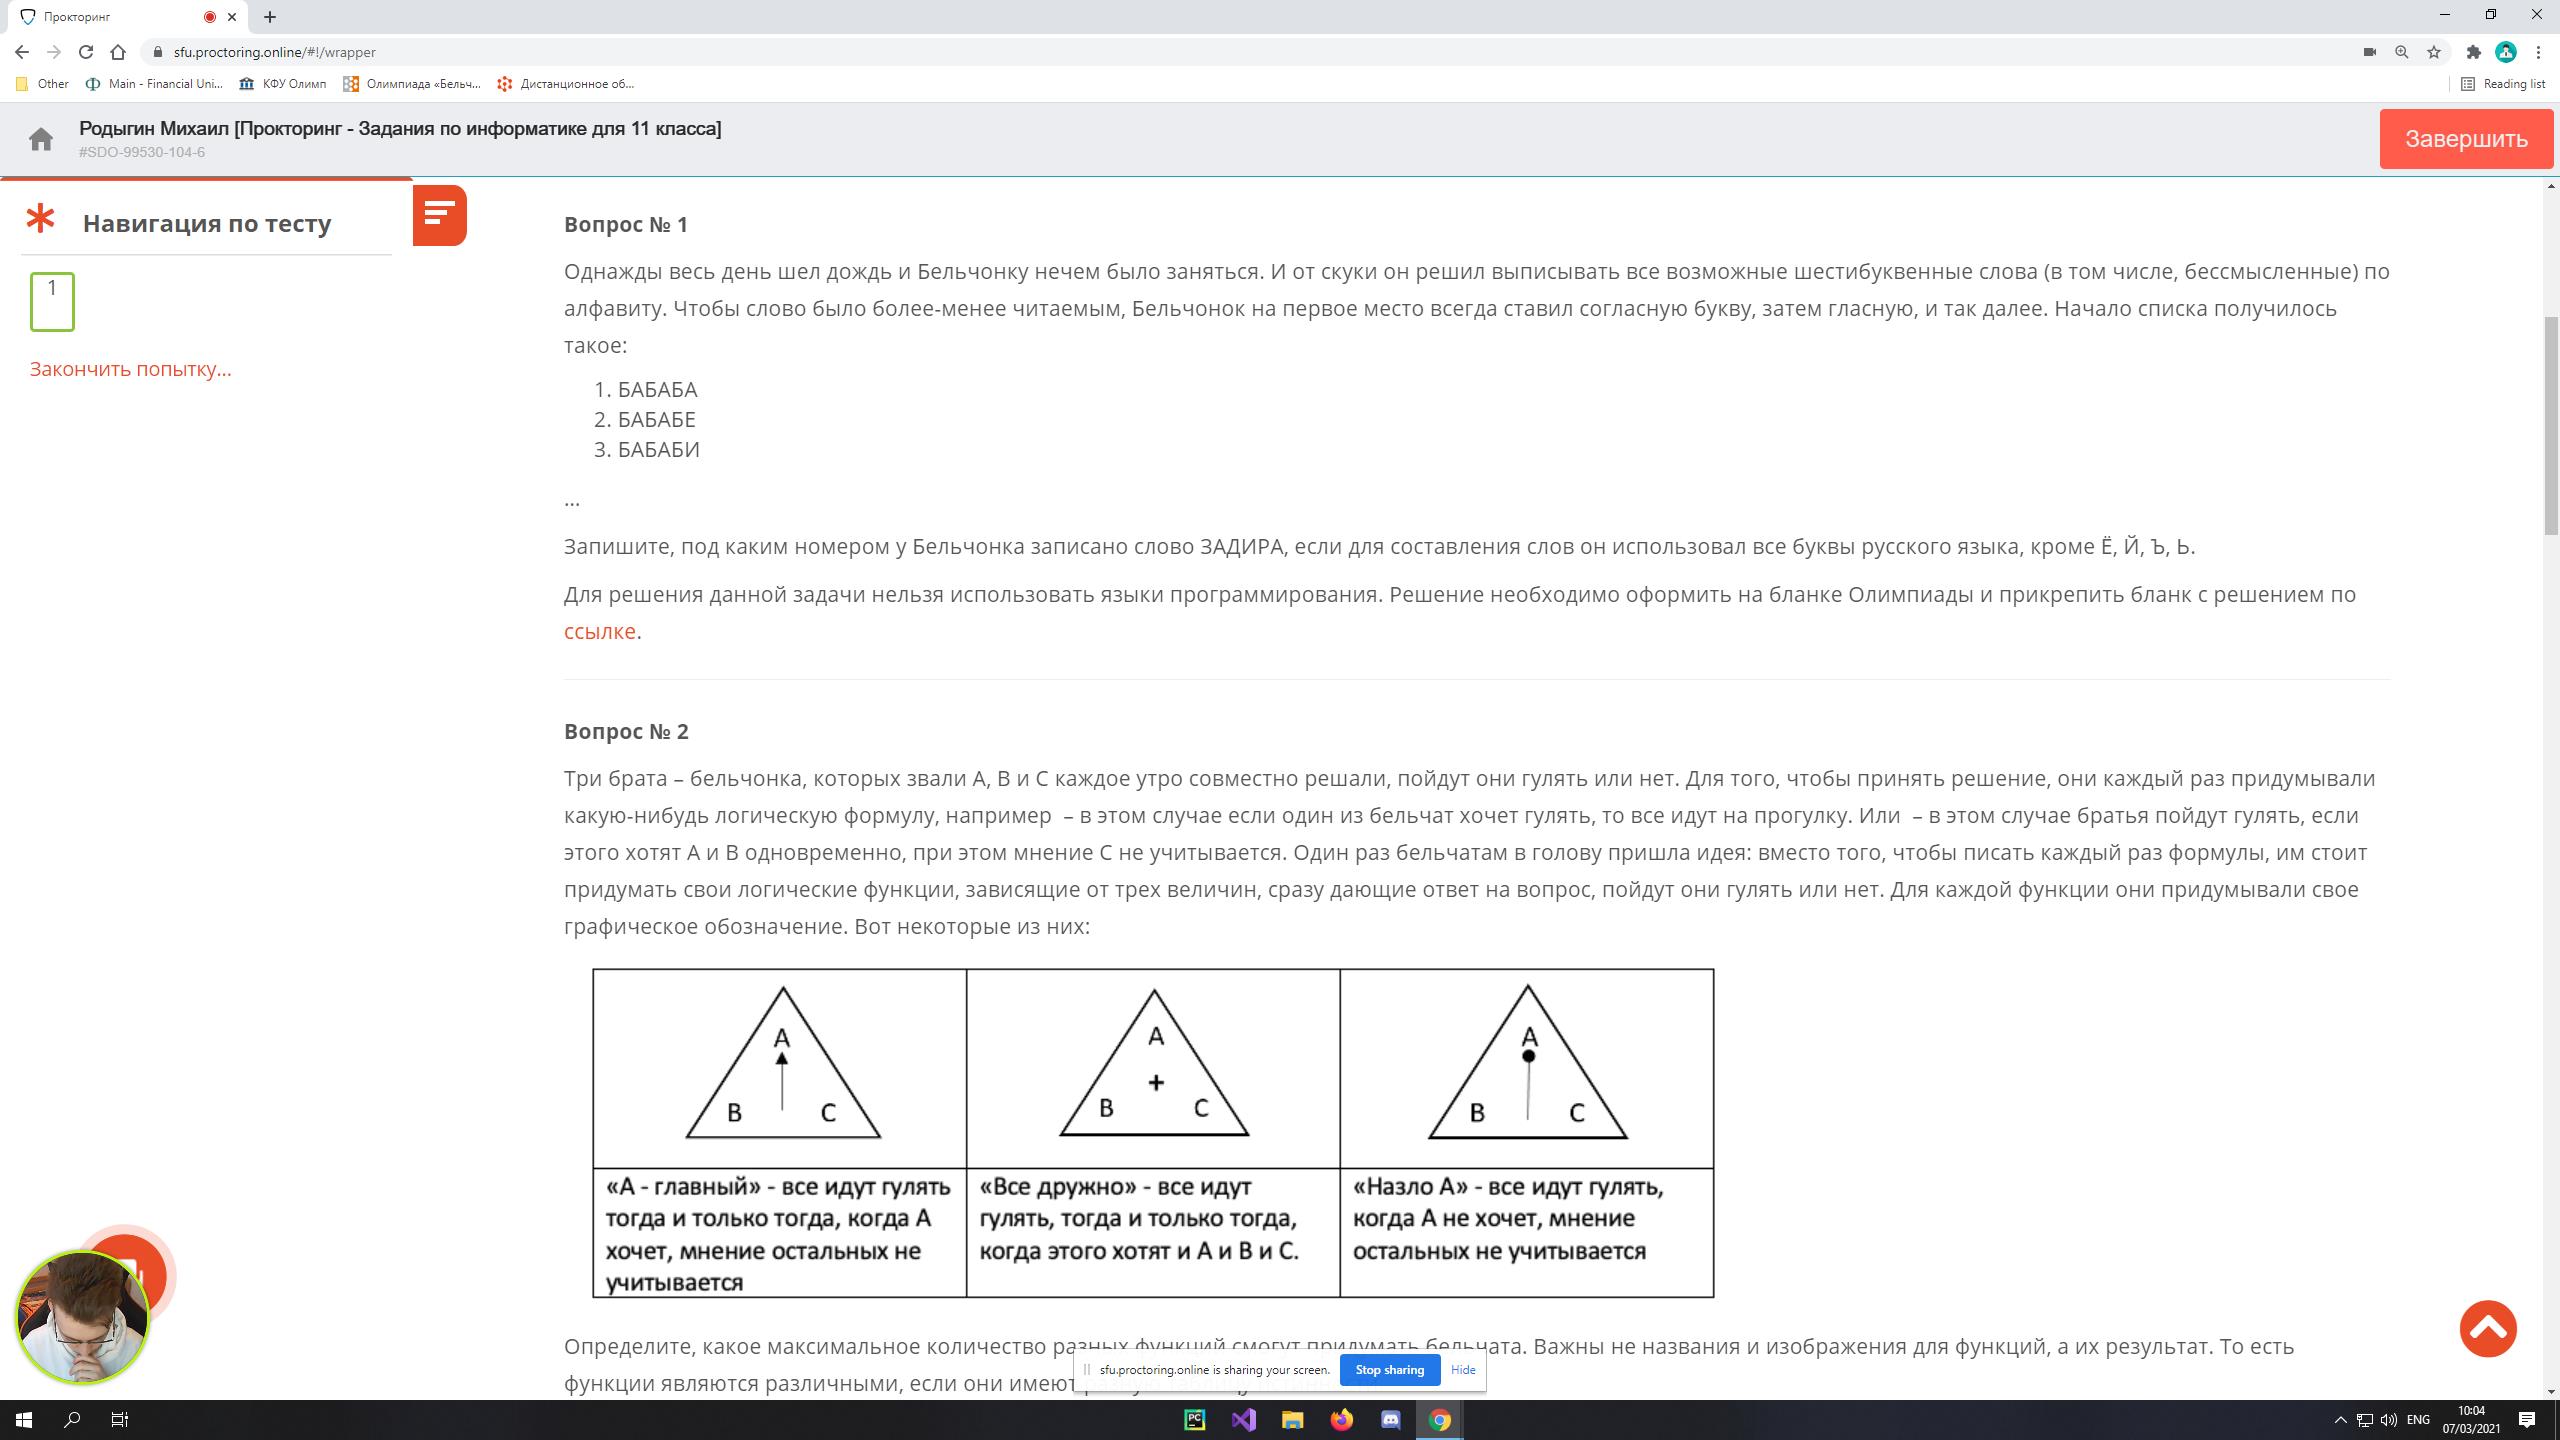 Прокторинг
sfu.proctoring.online/#!/wrapper
Other
Main - Financial Uni...
КФУ Олимп
Олимпиада «Бельч...
Дистанционное об...
Reading list
Родыгин Михаил [Прокторинг - Задания по информатике для 11 класса]
#SDO-99530-104-6
Завершить
Навигация по тесту
1
Закончить попытку...
Вопрос № 1
Однажды весь день шел дождь и Бельчонку нечем было заняться. И от скуки он решил выписывать все возможные шестибуквенные слова (в том числе, бессмысленные) по
алфавиту. Чтобы слово было более-менее читаемым, Бельчонок на первое место всегда ставил согласную букву, затем гласную, и так далее. Начало списка получилось
такое:
1. БАБАБА
2. БАБАБЕ
3. БАБАБИ
...
Запишите, под каким номером у Бельчонка записано слово ЗАДИРА, если для составления слов он использовал все буквы русского языка, кроме Ё, Й, Ъ, Ь.
Для решения данной задачи нельзя использовать языки программирования. Решение необходимо оформить на бланке Олимпиады и прикрепить бланк с решением по
ссылке.
Вопрос № 2
Три брата – бельчонка, которых звали А, В и С каждое утро совместно решали, пойдут они гулять или нет. Для того, чтобы принять решение, они каждый раз придумывали
какую-нибудь логическую формулу, например – в этом случае если один из бельчат хочет гулять, то все идут на прогулку. Или – в этом случае братья пойдут гулять, если
этого хотят А и В одновременно, при этом мнение С не учитывается. Один раз бельчатам в голову пришла идея: вместо того, чтобы писать каждый раз формулы, им стоит
придумать свои логические функции, зависящие от трех величин, сразу дающие ответ на вопрос, пойдут они гулять или нет. Для каждой функции они придумывали свое
графическое обозначение. Вот некоторые из них:
A
B C
A
+
B C
A
B C
«А - главный» - все идут гулять
тогда и только тогда, когда А
хочет, мнение остальных не
учитывается
«Все дружно» - все идут
гулять, тогда и только тогда,
когда этого хотят и А и В и С.
«Назло А» - все идут гулять,
когда А не хочет, мнение
остальных не учитывается
Определите, какое максимальное количество разных функций смогут придумать бельчата. Важны не названия и изображения для функций, а их результат. То есть
функции являются различными, если они имеют
sfu.proctoring.online is sharing your screen.
Stop sharing
Hide
PC
ENG
10:04
07/03/2021